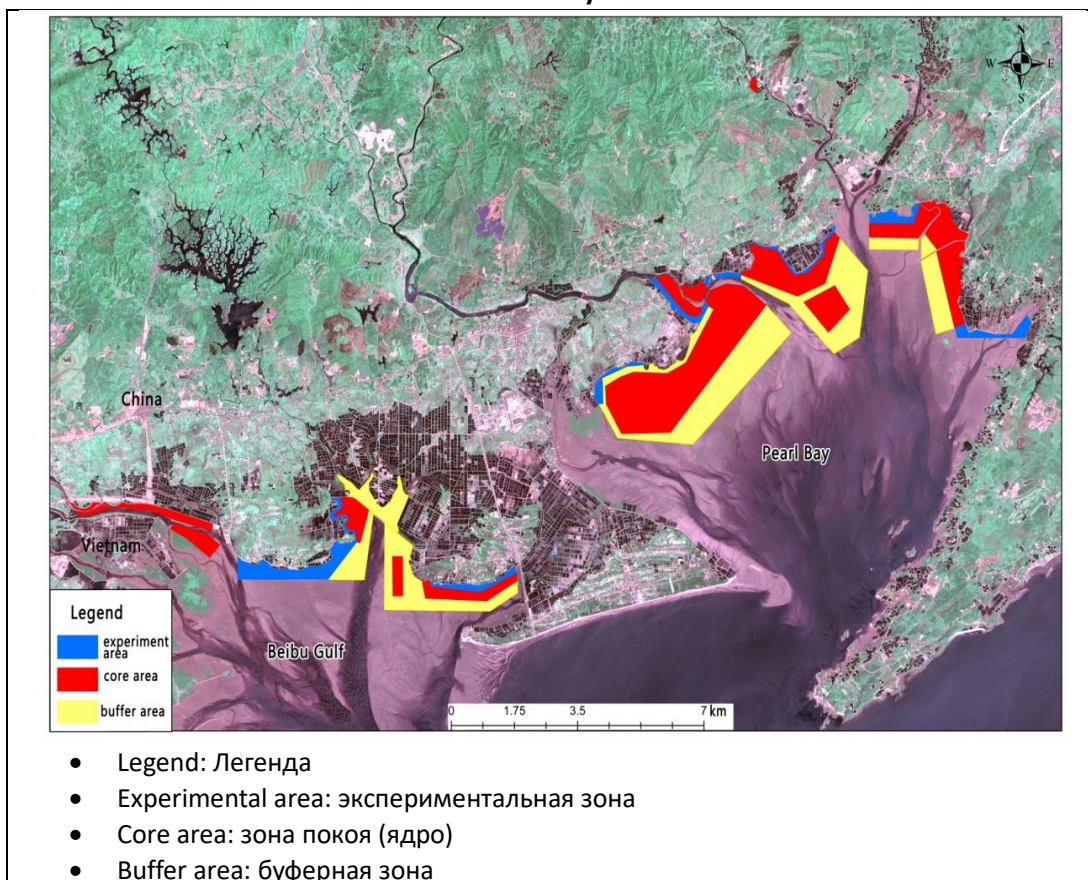 N
W E
S
China
Pearl Bay
Vietnam
Legend
experiment
area
core area
buffer area
Beibu Gulf
0 1.75 3.5 7 km
• Legend: Легенда
• Experimental area: экспериментальная зона
• Core area: зона покоя (ядро)
• Buffer area: буферная зона